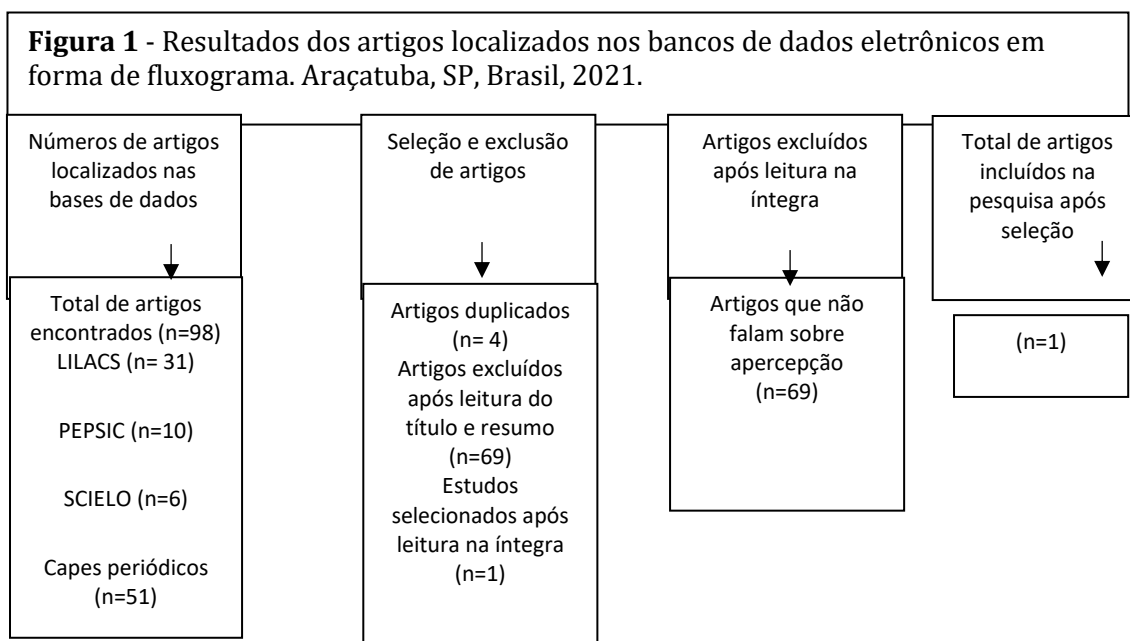 Figura 1 - Resultados dos artigos localizados nos bancos de dados eletrônicos em
forma de fluxograma. Araçatuba, SP, Brasil, 2021.
Números de artigos
localizados nas
bases de dados
Total de artigos
encontrados (n=98)
LILACS (n= 31)
PEPSIC (n=10)
SCIELO (n=6)
Capes periódicos
(n=51)
Seleção e exclusão
de artigos
Artigos duplicados
(n= 4)
Artigos excluídos
após leitura do
título e resumo
(n=69)
Estudos
selecionados após
leitura na íntegra
(n=1)
Artigos excluídos
após leitura na
íntegra
Artigos que não
falam sobre
apercepção
(n=69)
Total de artigos
incluídos na
pesquisa após
seleção
(n=1)